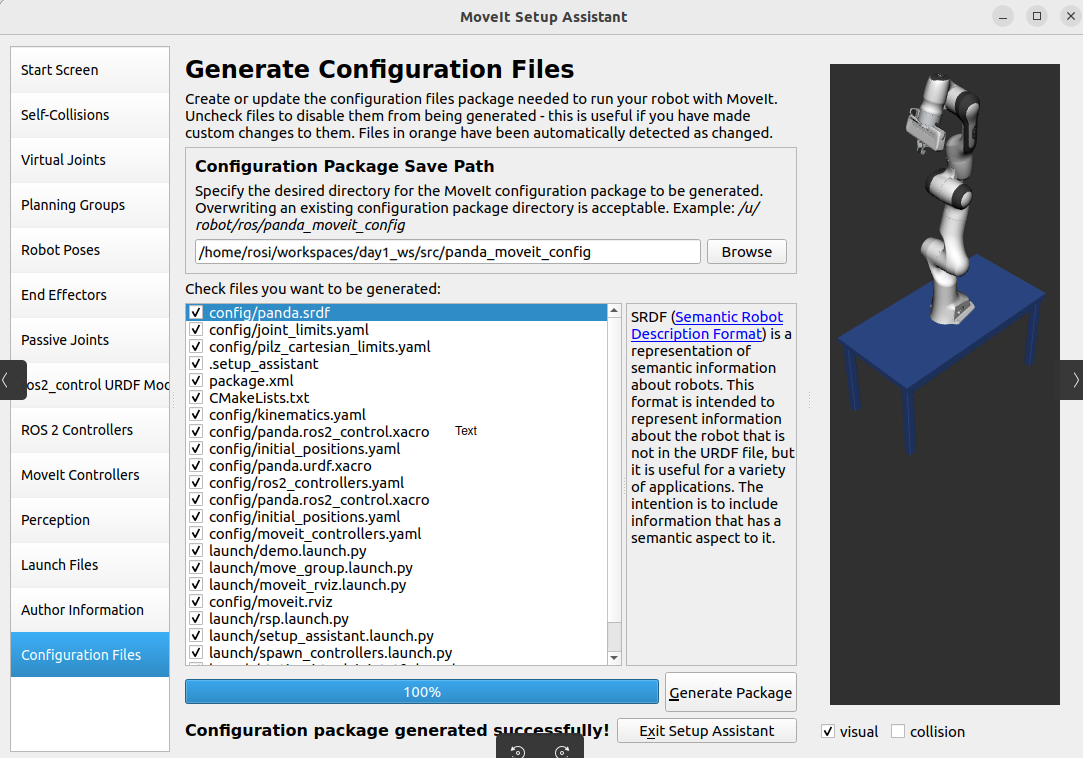 MoveIt Setup Assistant
Start Screen
Self-Collisions
Virtual Joints
Planning Groups
Robot Poses
End Effectors
Passive Joints
os2_control URDF Mod
ROS 2 Controllers
MoveIt Controllers
Perception
Launch Files
Author Information
Configuration Files
Generate Configuration Files
Create or update the configuration files package needed to run your robot with MoveIt.
Uncheck files to disable them from being generated - this is useful if you have made
custom changes to them. Files in orange have been automatically detected as changed.
Configuration Package Save Path
Specify the desired directory for the MoveIt configuration package to be generated.
Overwriting an existing configuration package directory is acceptable. Example: /u/
robot/ros/panda_moveit_config
/home/rosi/workspaces/day1_ws/src/panda_moveit_config
Browse
Check files you want to be generated:
config/panda.srdf
config/joint_limits.yaml
config/pilz_cartesian_limits.yaml
.setup_assistant
package.xml
CMakeLists.txt
config/kinematics.yaml
config/panda.ros2_control.xacro
Text
config/initial_positions.yaml
config/panda.urdf.xacro
config/ros2_controllers.yaml
config/panda.ros2_control.xacro
config/initial_positions.yaml
config/moveit_controllers.yaml
launch/demo.launch.py
launch/move_group.launch.py
launch/moveit_rviz.launch.py
config/moveit.rviz
launch/rsp.launch.py
launch/setup_assistant.launch.py
launch/spawn_controllers.launch.py
SRDF (Semantic Robot
Description Format) is a
representation of
semantic information
about robots. This
format is intended to
represent information
about the robot that is
not in the URDF file, but
it is useful for a variety
of applications. The
intention is to include
information that has a
semantic aspect to it.
100%
Generate Package
Configuration package generated successfully!
Exit Setup Assistant
visual
collision